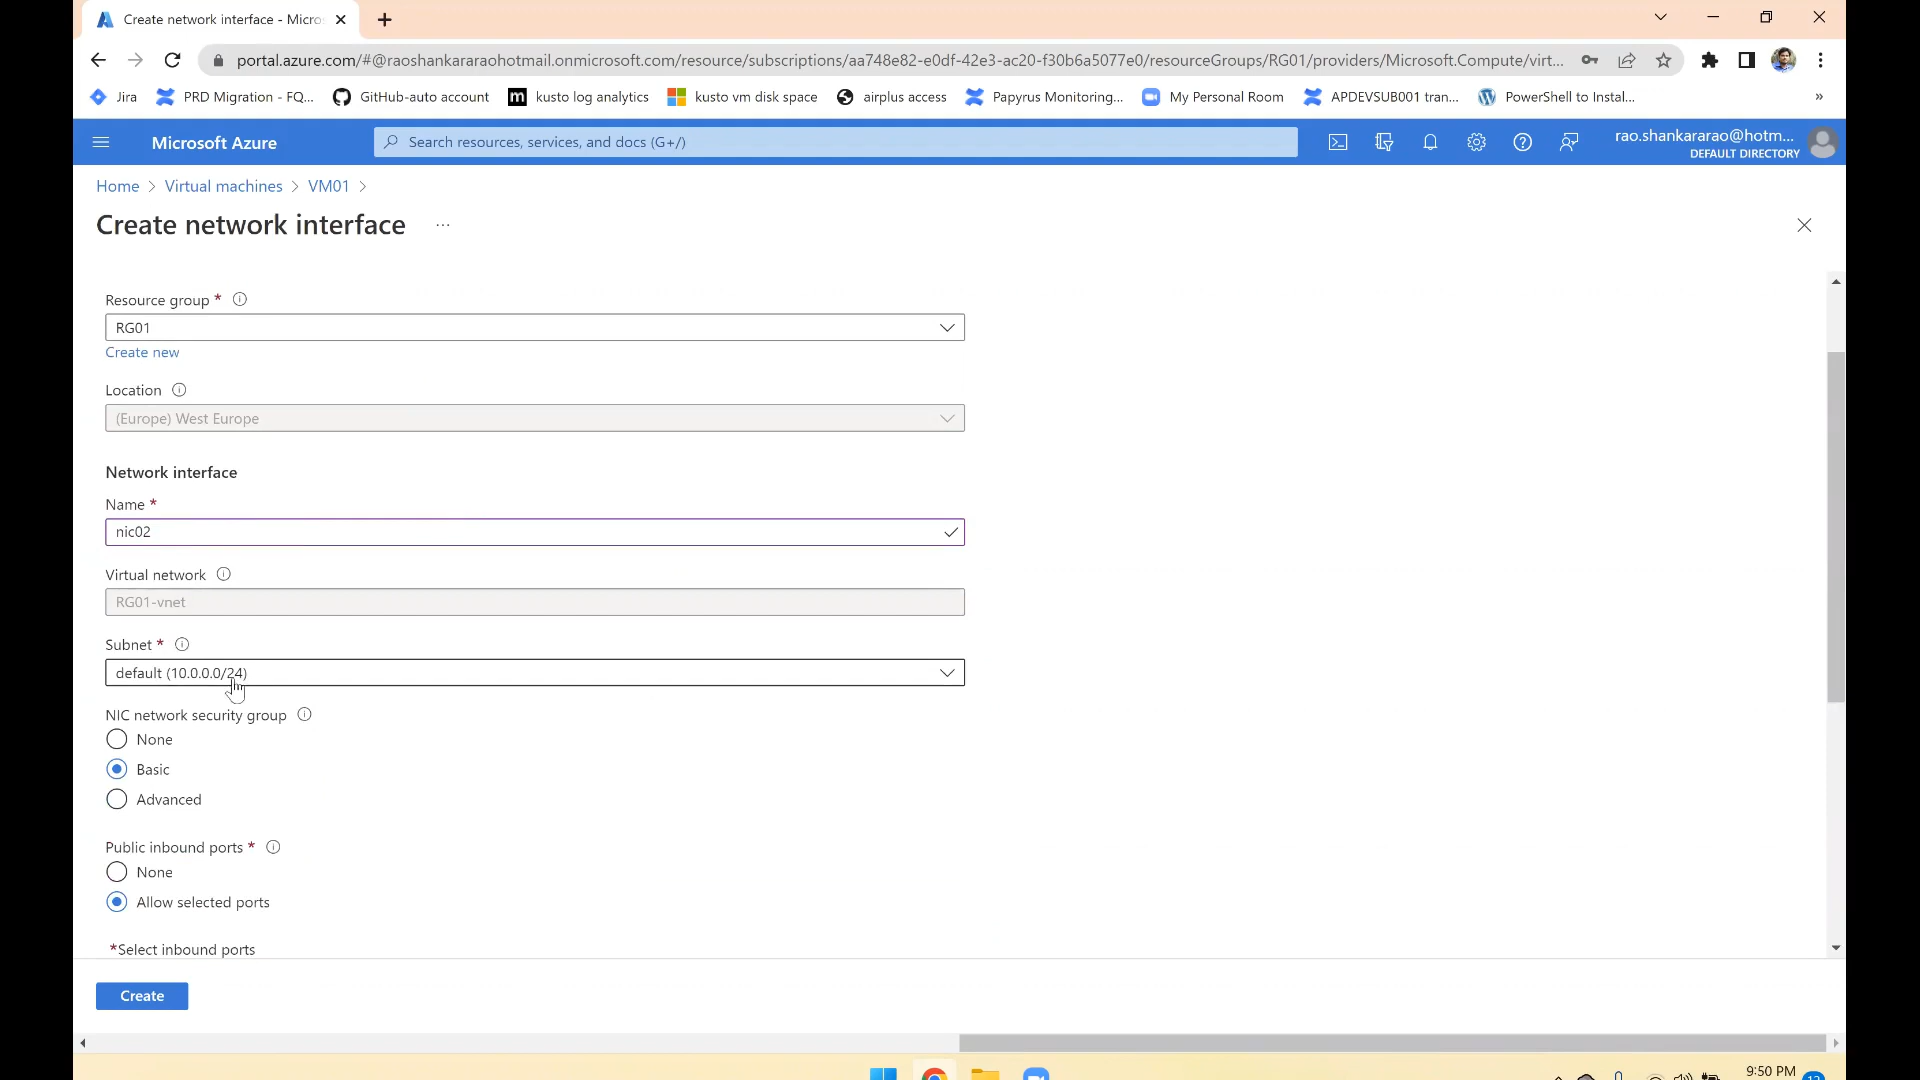 Create network interface - Micro
portal.azure.com/#@raoshankararaohotmail.onmicrosoft.com/resource/subscriptions/aa748e82-e0df-42e3-ac20-f30b6a5077e0/resourceGroups/RG01/providers/Microsoft.Compute/virt...
Jira PRD Migration - FQ... GitHub-auto account kusto log analytics kusto vm disk space airplus access Papyrus Monitoring... My Personal Room APDEVSUB001 tran... PowerShell to Instal... »
Microsoft Azure
Search resources, services, and docs (G+/)
rao.shankararao@hotm...
DEFAULT DIRECTORY
Home > Virtual machines > VM01 >
Create network interface ...
Resource group *
RG01
Create new
Location
(Europe) West Europe
Network interface
Name *
nic02
Virtual network
RG01-vnet
Subnet *
default (10.0.0.0/24)
NIC network security group
None
Basic
Advanced
Public inbound ports *
None
Allow selected ports
*Select inbound ports
Create
9:50 PM